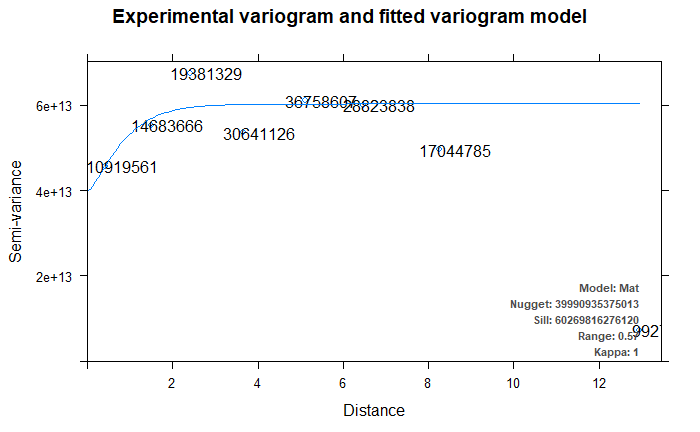 Experimental variogram and fitted variogram model
19381329
6e+13
36758607
28823838
14683666
30641126
17044785
10919561
4e+13
Semi-variance
2e+13
Model: Mat
Nugget: 39990935375013
Sill: 60269816276120
Range: 0.57
9927
Kappa: 1
2 4 6 8 10 12
Distance